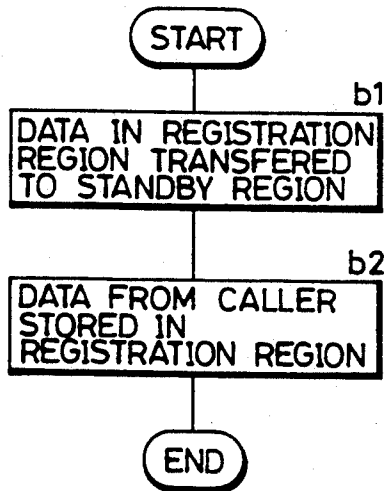 START
b1
DATA IN REGISTRATION
REGION TRANSFERED
TO STANDBY REGION
b2
DATA FROM CALLER
STORED IN
REGISTRATION REGION
END